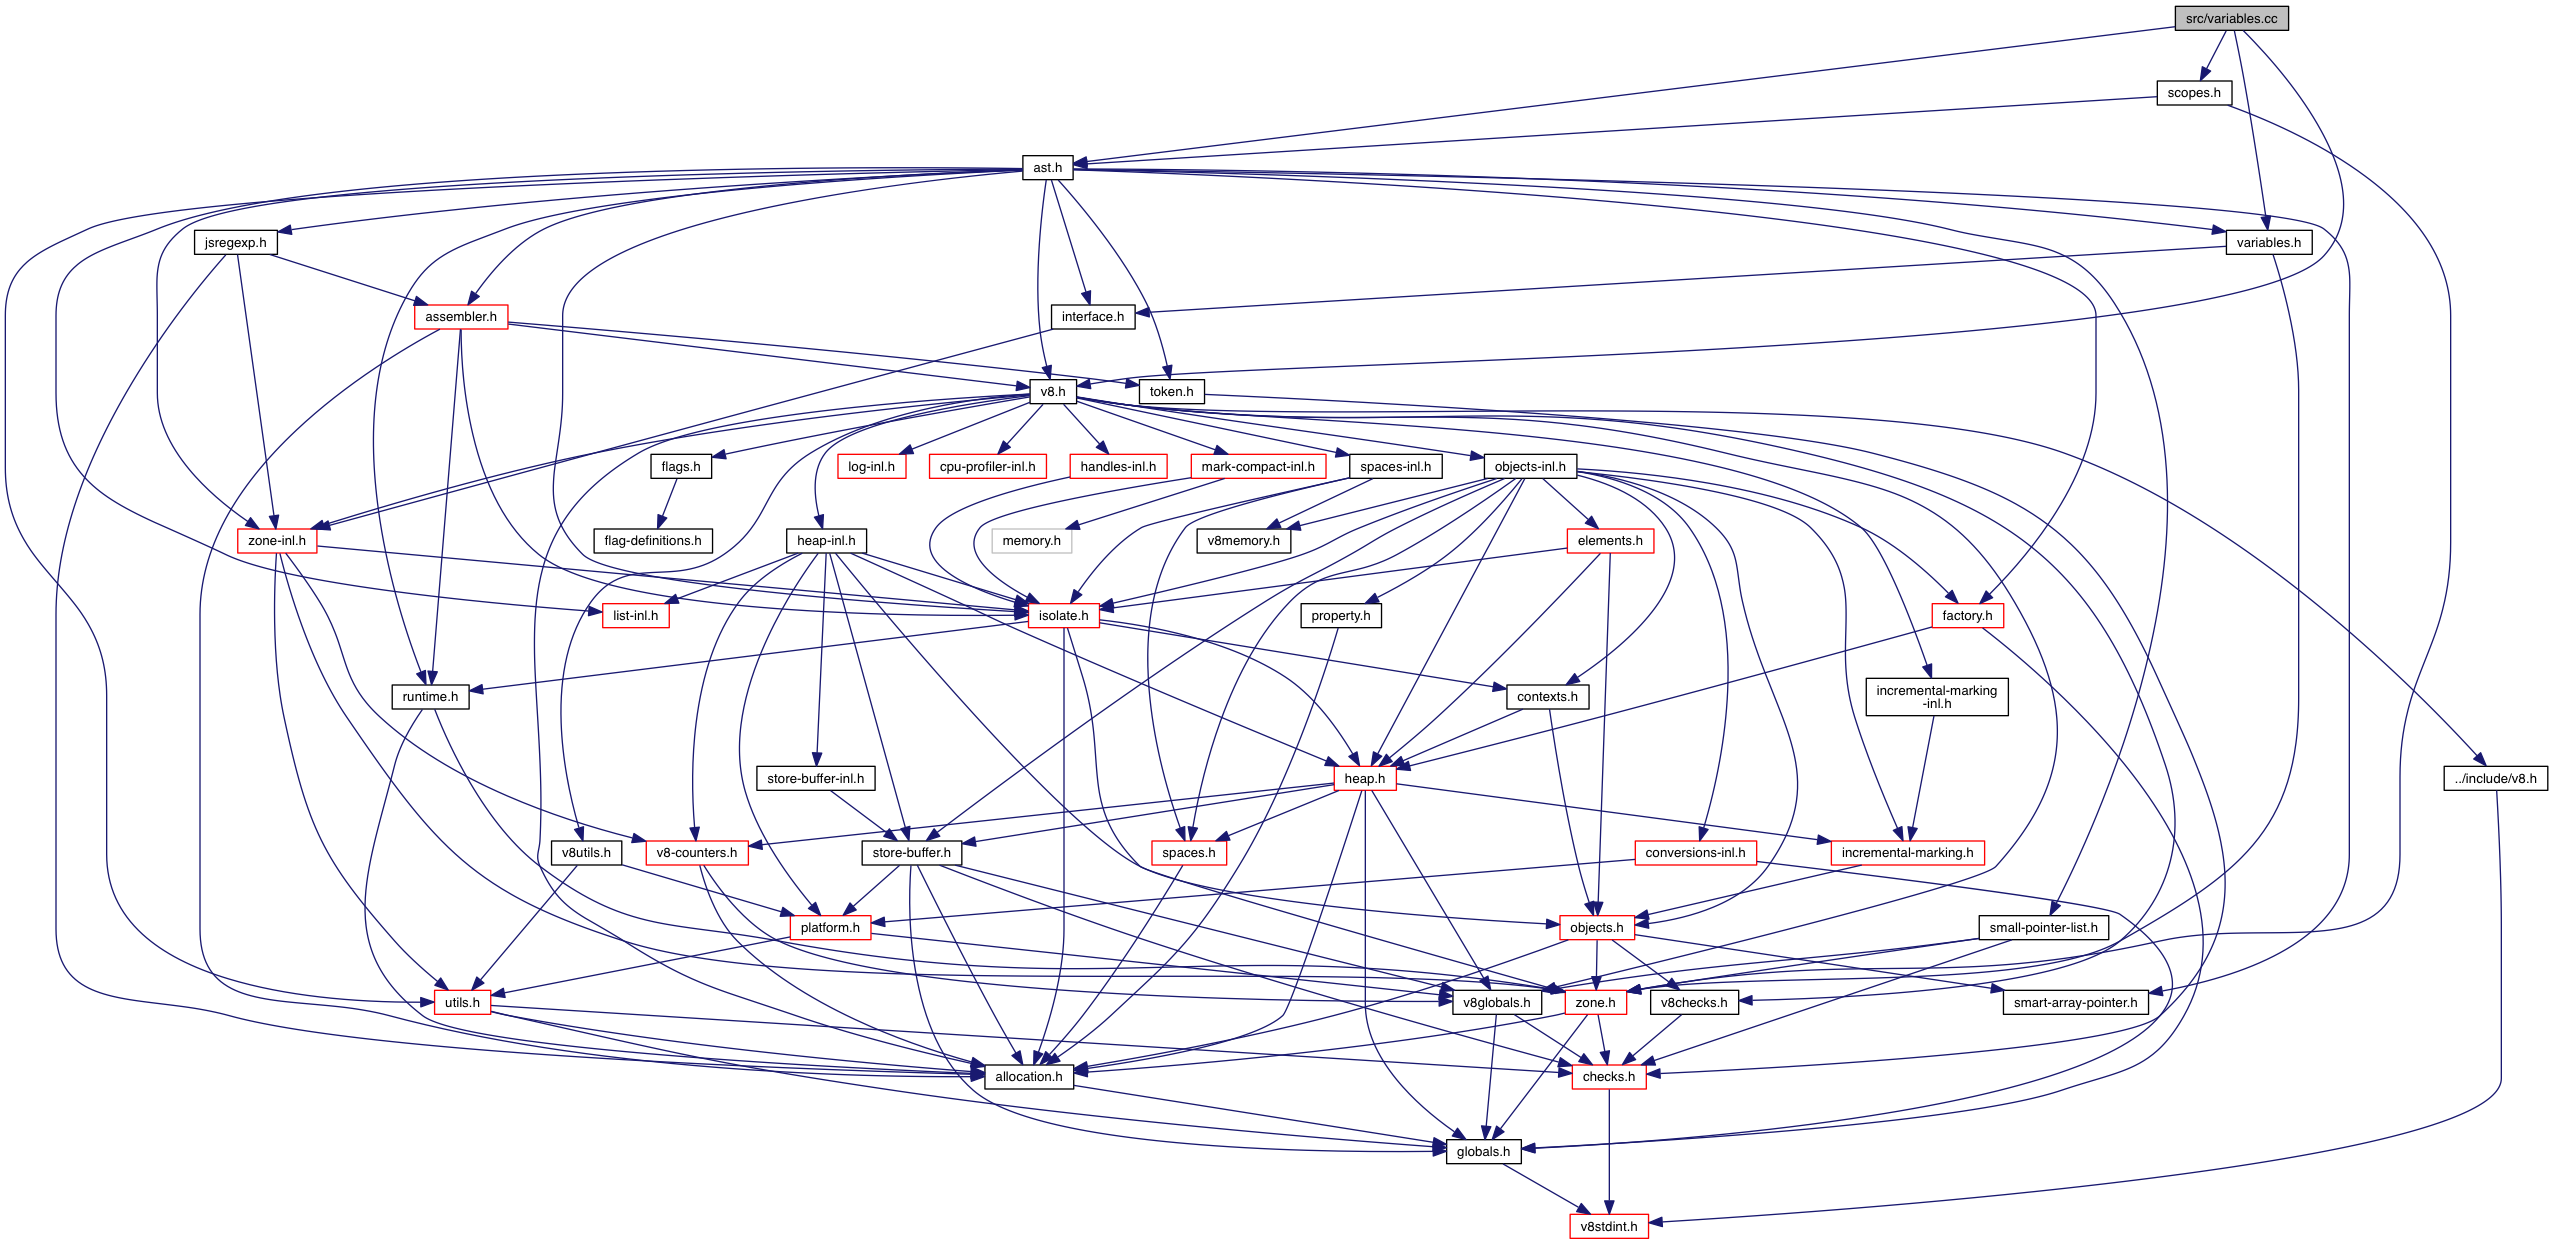 src/variables.cc
scopes.h
ast.h
jsregexp.h
variables.h
assembler.h
interface.h
v8.h
token.h
flags.h
log-inl.h
cpu-profiler-inl.h
handles-inl.h
mark-compact-inl.h
spaces-inl.h
objects-inl.h
zone-inl.h
flag-definitions.h
heap-inl.h
memory.h
v8memory.h
elements.h
list-inl.h
isolate.h
property.h
factory.h
runtime.h
contexts.h
incremental-marking
-inl.h
store-buffer-inl.h
heap.h
../include/v8.h
v8utils.h
v8-counters.h
store-buffer.h
spaces.h
conversions-inl.h
incremental-marking.h
platform.h
objects.h
small-pointer-list.h
utils.h
v8globals.h
zone.h
v8checks.h
smart-array-pointer.h
allocation.h
checks.h
globals.h
v8stdint.h